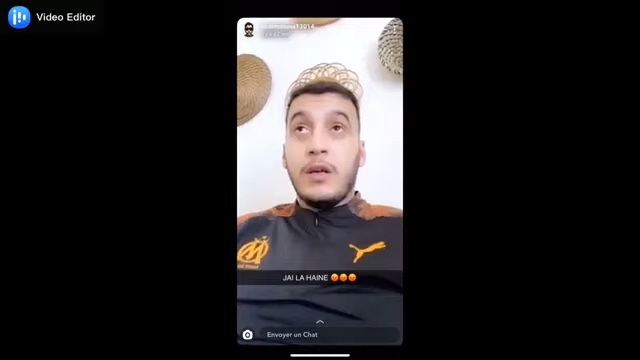 Video Editor
JAI LA HAINE 😡😡😡
Envoyer un Chat